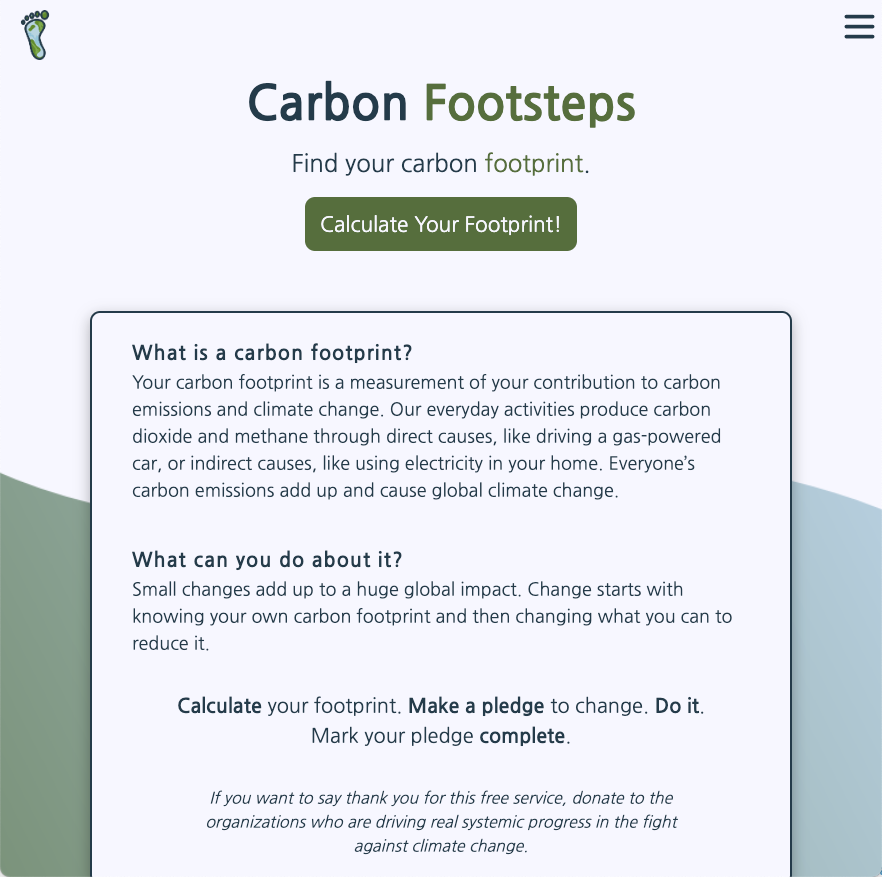 Carbon Footsteps
Find your carbon footprint.
Calculate Your Footprint!
What is a carbon footprint?
Your carbon footprint is a measurement of your contribution to carbon
emissions and climate change. Our everyday activities produce carbon
dioxide and methane through direct causes, like driving a gas-powered
car, or indirect causes, like using electricity in your home. Everyone’s
carbon emissions add up and cause global climate change.
What can you do about it?
Small changes add up to a huge global impact. Change starts with
knowing your own carbon footprint and then changing what you can to
reduce it.
Calculate your footprint. Make a pledge to change. Do it.
Mark your pledge complete.
If you want to say thank you for this free service, donate to the
organizations who are driving real systemic progress in the fight
against climate change.